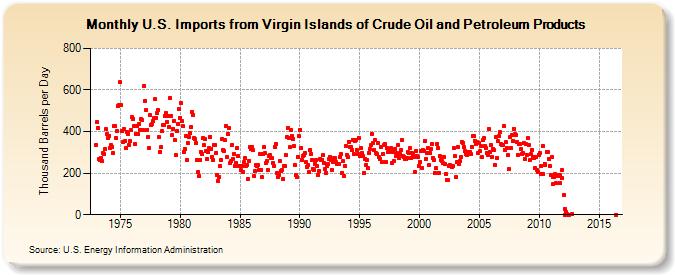 Monthly U.S. Imports from Virgin Islands of Crude Oil and Petroleum Products
Thousand Barrels per Day
800
600
400
200
0
1975 1980 1985 1990 1995 2000 2005 2010 2015
Source: U.S. Energy Information Administration